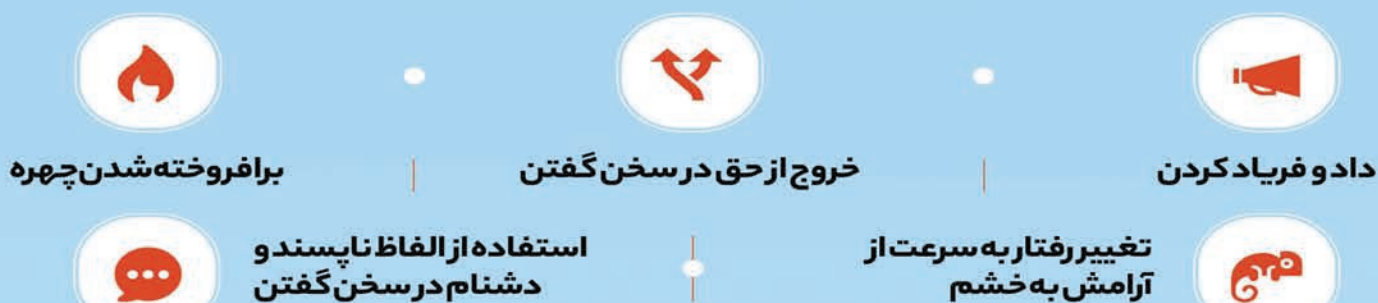 داد و فریاد کردن
خروج از حق در سخن گفتن
برافروخته شدن چهره
تغییر رفتار به سرعت از
آرامش به خشم
استفاده از الفاظ ناپسند و
دشنام در سخن گفتن